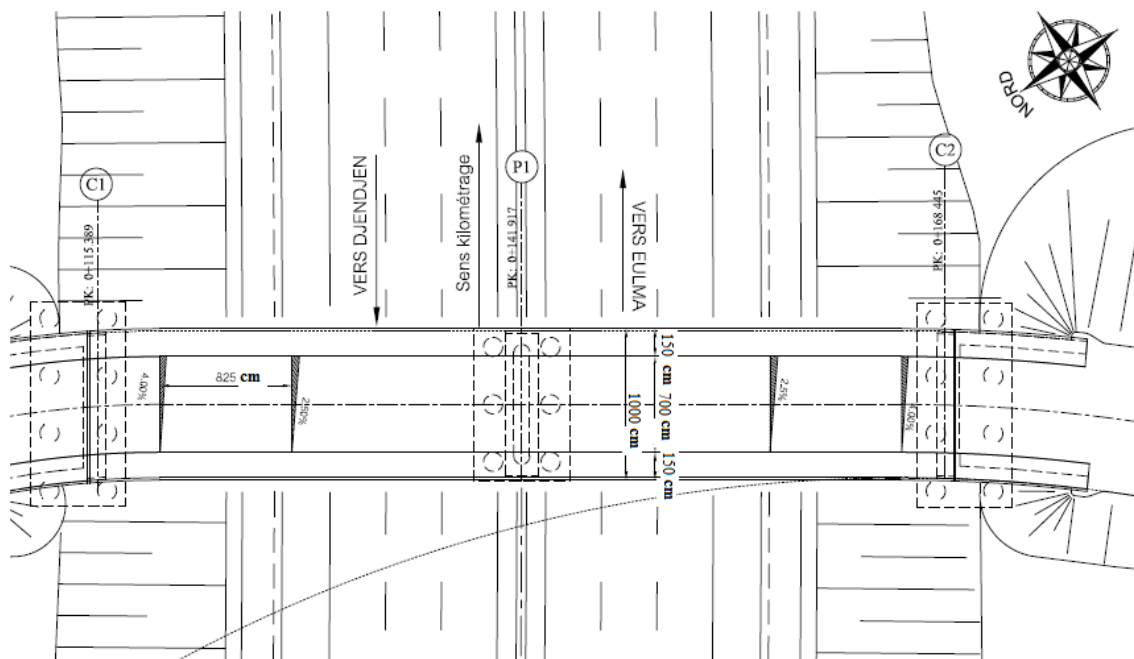 NORD
C1
P1
C2
PK: 0+115.389
VERS DJENDJEN
Sens kilométrage
PK: 0+141.917
VERS EULMA
PK: 0+168.445
4.00%
825 cm
2.50%
150 cm
700 cm
1000 cm
150 cm
2.5%
4.00%